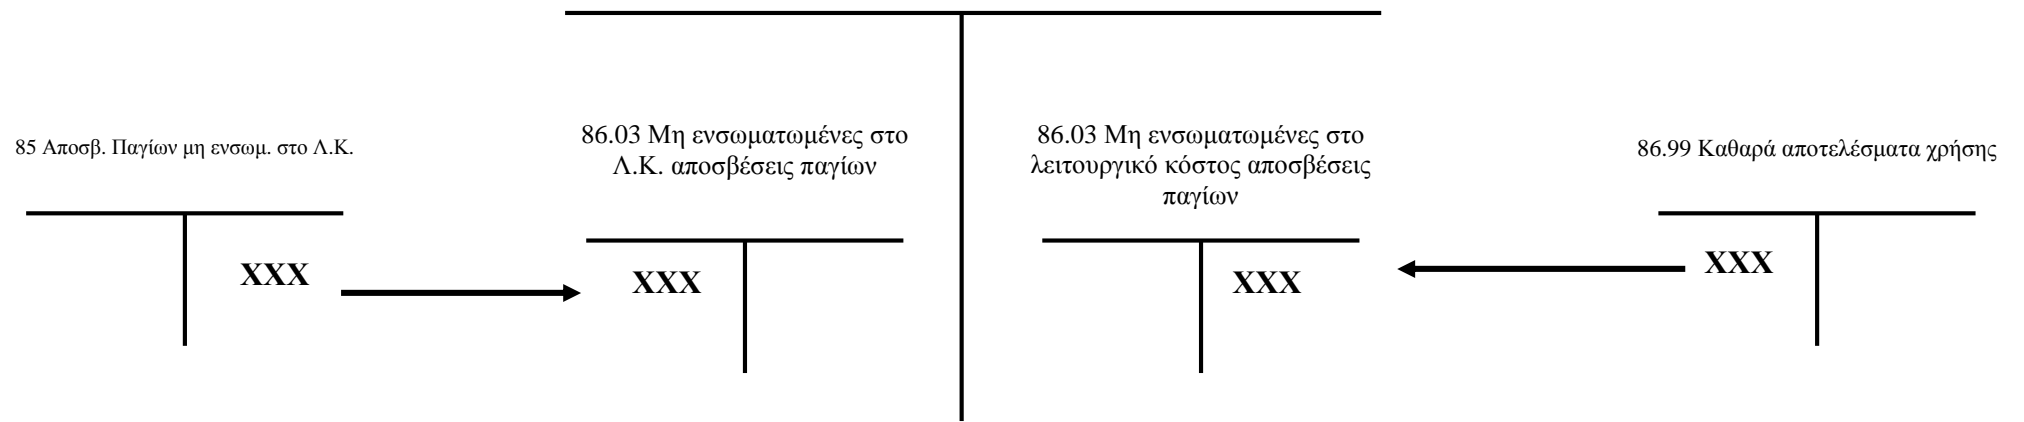 85 Αποσβ. Παγίων μη ενσωμ. στο Λ.Κ.
86.03 Μη ενσωματωμένες στο
Λ.Κ. αποσβέσεις παγίων
86.03 Μη ενσωματωμένες στο
λειτουργικό κόστος αποσβέσεις
παγίων
86.99 Καθαρά αποτελέσματα χρήσης
XXX
XXX
XXX
XXX